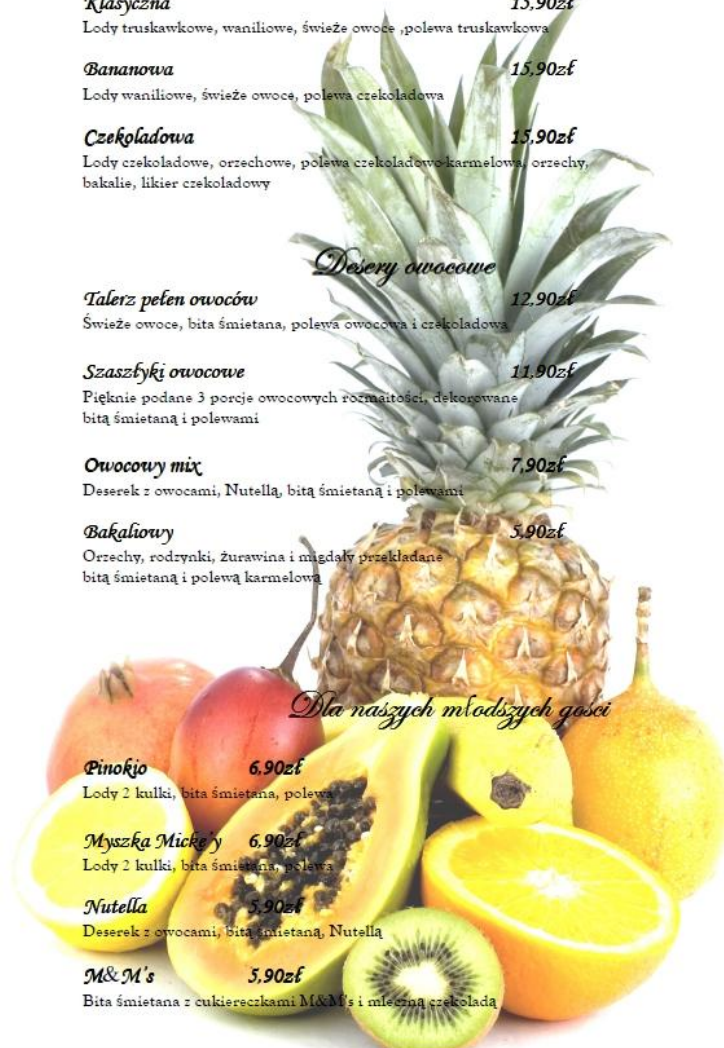 Klasyczna 15,90zł
Lody truskawkowe, waniliowe, świeże owoce ,polewa truskawkowa
Bananowa 15,90zł
Lody waniliowe, świeże owoce, polewa czekoladowa
Czekoladowa 15,90zł
Lody czekoladowe, orzechowe, polewa czekoladowo-karmelowa, orzechy,
bakalie, likier czekoladowy
Desery owocowe
Talerz pełen owoców 12,90zł
Świeże owoce, bita śmietana, polewa owocowa i czekoladowa
Szaszłyki owocowe 11,90zł
Pięknie podane 3 porcje owocowych rozmaitości, dekorowane
bitą śmietaną i polewami
Owocowy mix 7,90zł
Deserek z owocami, Nutellą, bitą śmietaną i polewami
Bakaliowy 5,90zł
Orzechy, rodzynki, żurawina i migdały przekładane
bitą śmietaną i polewą karmelową
Dla naszych młodszych gości
Pinokio 6,90zł
Lody 2 kulki, bita śmietana, polewa
Myszka Micke'y 6,90zł
Lody 2 kulki, bita śmietana, polewa
Nutella 5,90zł
Deserek z owocami, bitą śmietaną, Nutellą
M&M's 5,90zł
Bita śmietana z cukiereczkami M&M's i mleczną czekoladą